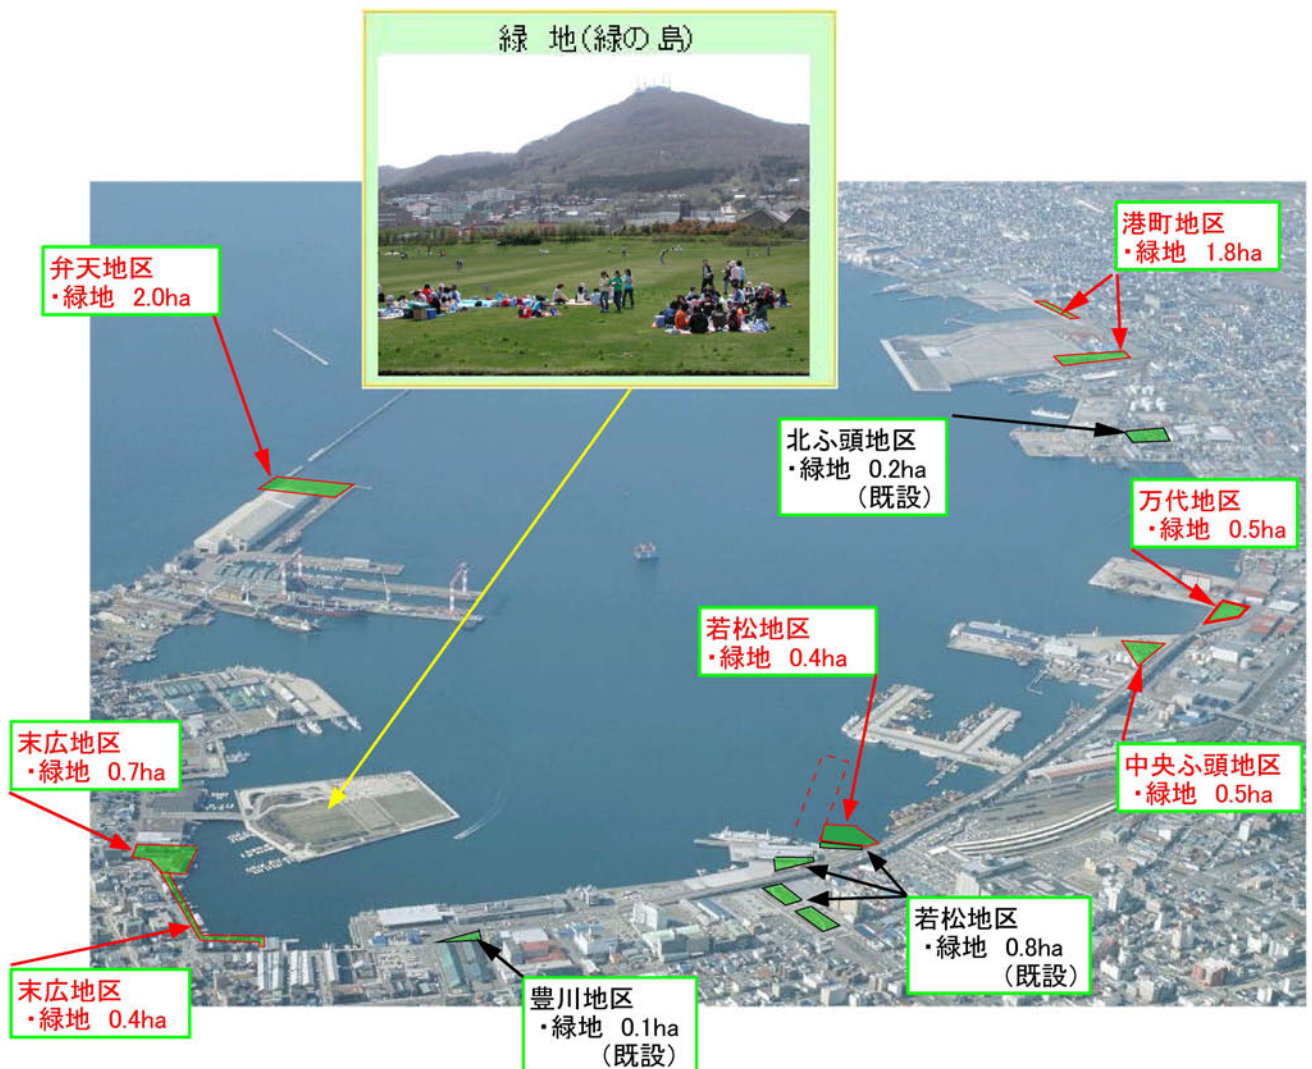 緑 地(緑の島)
港町地区
・緑地 1.8ha
弁天地区
・緑地 2.0ha
北ふ頭地区
・緑地 0.2ha
(既設)
万代地区
・緑地 0.5ha
若松地区
・緑地 0.4ha
末広地区
・緑地 0.7ha
中央ふ頭地区
・緑地 0.5ha
若松地区
・緑地 0.8ha
(既設)
末広地区
・緑地 0.4ha
豊川地区
・緑地 0.1ha
(既設)